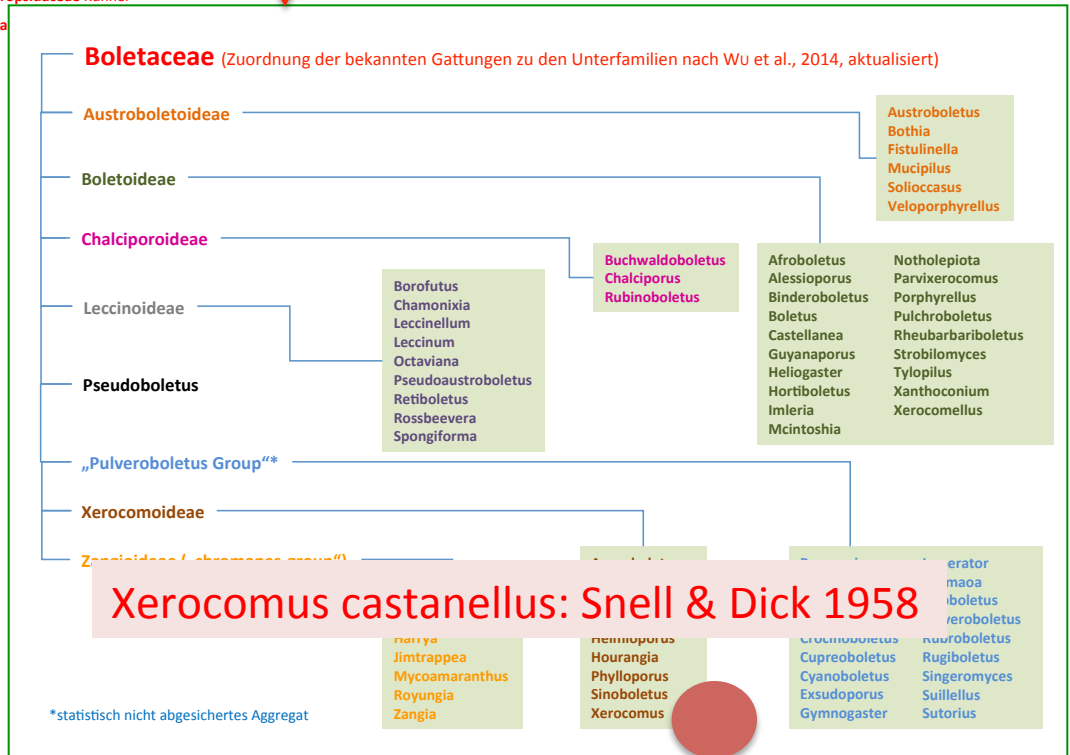 Boletaceae (Zuordnung der bekannten Gattungen zu den Unterfamilien nach Wu et al., 2014, aktualisiert)
Austroboletoideae
Austroboletus
Bothia
Fistulinella
Mucipilus
Solioccasus
Veloporphyrellus
Boletoideae
Afroboletus
Alessioporus
Binderoboletus
Boletus
Castellanea
Guyanaporus
Heliogaster
Hortiboletus
Imleria
Mcintoshia
Notholepiota
Parvixerocomus
Porphyrellus
Pulchroboletus
Rheubarbariboletus
Strobilomyces
Tylopilus
Xanthoconium
Xerocomellus
Chalciporoideae
Buchwaldoboletus
Chalciporus
Rubinoboletus
Leccinoideae
Borofutus
Chamonixia
Leccinellum
Leccinum
Octaviana
Pseudoaustroboletus
Retiboletus
Rossbeevera
Spongiforma
Pseudoboletus
„Pulveroboletus Group“*
Xerocomoideae
Xerocomus castanellus: Snell & Dick 1958
Harrya
Jimtrappea
Mycoamaranthus
Royungia
Zangia
Heimioporus
Hourangia
Phylloporus
Sinoboletus
Xerocomus
Crocinoboletus
Cupreoboletus
Cyanoboletus
Exsudoporus
Gymnogaster
Rubroboletus
Rugiboletus
Singeromyces
Suillellus
Sutorius
*statistisch nicht abgesichertes Aggregat